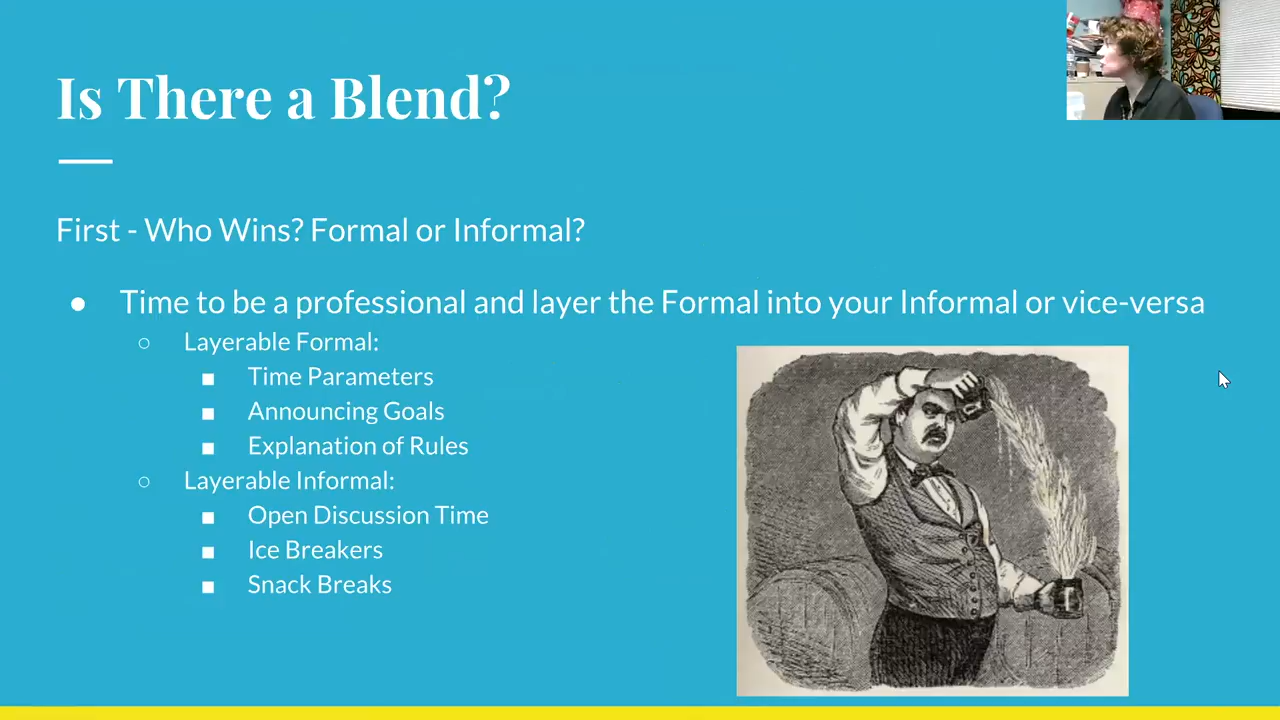 Is There a Blend?
First - Who Wins? Formal or Informal?
● Time to be a professional and layer the Formal into your Informal or vice-versa
○ Layerable Formal:
■ Time Parameters
■ Announcing Goals
■ Explanation of Rules
○ Layerable Informal:
■ Open Discussion Time
■ Ice Breakers
■ Snack Breaks